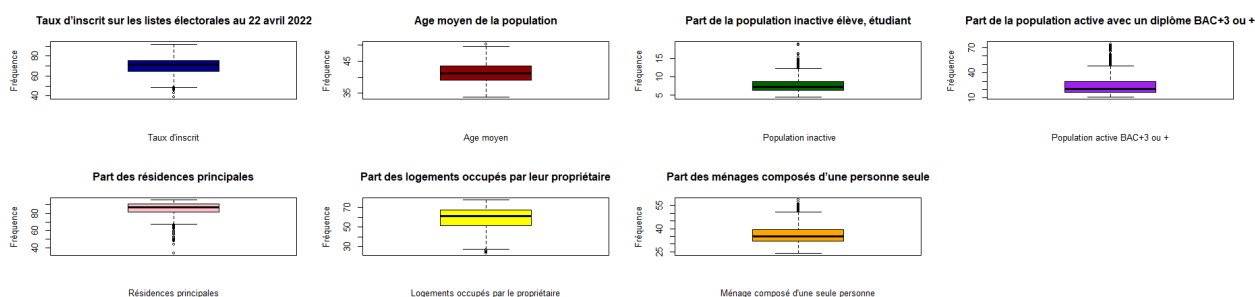 Taux d'inscrit sur les listes électorales au 22 avril 2022
Fréquence
40 60 80
Taux d'inscrit
Age moyen de la population
Fréquence
35 45
Age moyen
Part de la population inactive élève, étudiant
Fréquence
5 10 15
Population inactive
Part de la population active avec un diplôme BAC+3 ou +
Fréquence
10 40 70
Population active BAC+3 ou +
Part des résidences principales
Fréquence
40 60 80
Résidences principales
Part des logements occupés par leur propriétaire
Fréquence
30 50 70
Logements occupés par le propriétaire
Part des ménages composés d'une personne seule
Fréquence
25 40 55
Ménage composé d'une seule personne